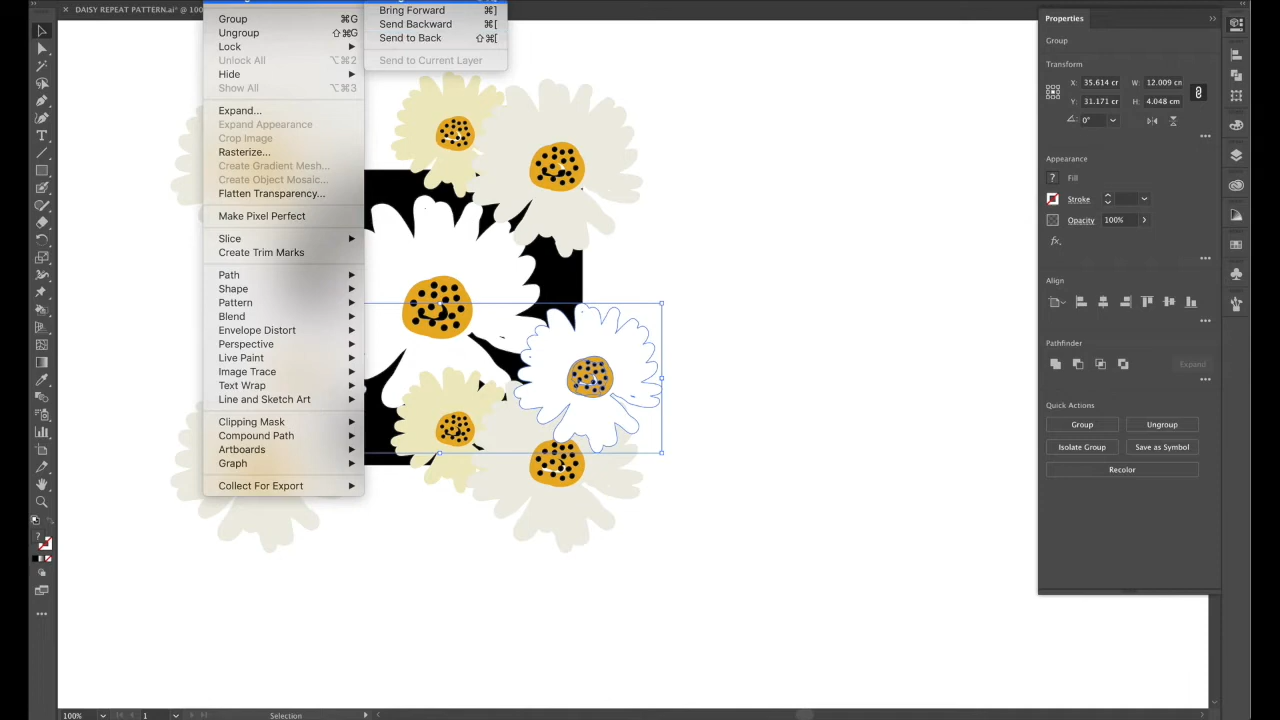 DAISY REPEAT PATTERN.ai* @ 100
Group ⌘G
Ungroup ⇧⌘G
Lock
Unlock All ⌥⌘2
Hide
Show All ⌥⌘3
Expand...
Expand Appearance
Crop Image
Rasterize...
Create Gradient Mesh...
Create Object Mosaic...
Flatten Transparency...
Make Pixel Perfect
Slice
Create Trim Marks
Path
Shape
Pattern
Blend
Envelope Distort
Perspective
Live Paint
Image Trace
Text Wrap
Line and Sketch Art
Clipping Mask
Compound Path
Artboards
Graph
Collect For Export
Bring Forward ⌘]
Send Backward ⌘[
Send to Back ⇧⌘[
Send to Current Layer
Properties
Group
Transform
X: 35.614 cr W: 12.009 cn
Y: 31.171 cr H: 4.048 cm
0°
Appearance
? Fill
Stroke
Opacity 100%
fx.
Align
Pathfinder
Expand
Quick Actions
Group Ungroup
Isolate Group Save as Symbol
Recolor
100% 1 Selection